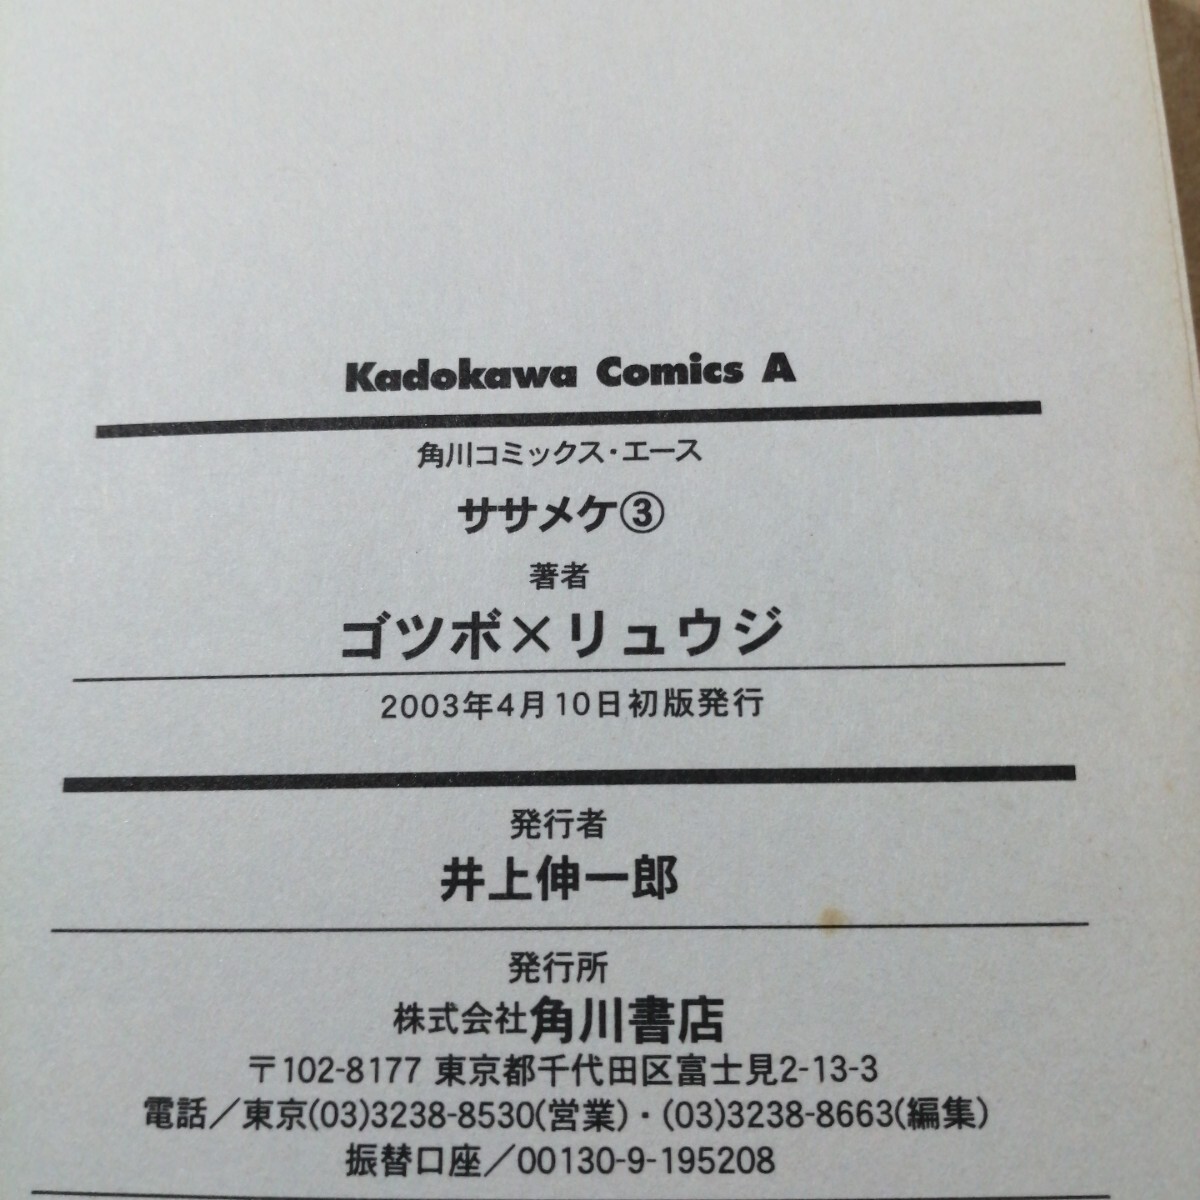 Kadokawa Comics A
角川コミックス・エース
ササメケ③
著者
ゴツボ×リュウジ
2003年4月10日初版発行
発行者
井上伸一郎
発行所
株式会社角川書店
〒102-8177 東京都千代田区富士見2-13-3
電話／東京(03)3238-8530(営業)・(03)3238-8663(編集)
振替口座／00130-9-195208